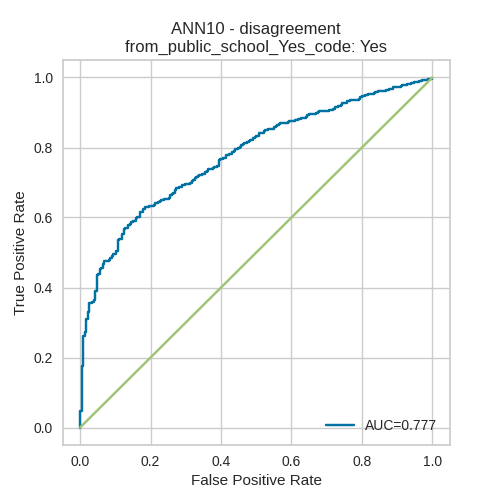 ANN10 - disagreement
from_public_school_Yes_code: Yes
True Positive Rate
1.0
0.8
0.6
0.4
0.2
0.0
AUC=0.777
0.0 0.2 0.4 0.6 0.8 1.0
False Positive Rate